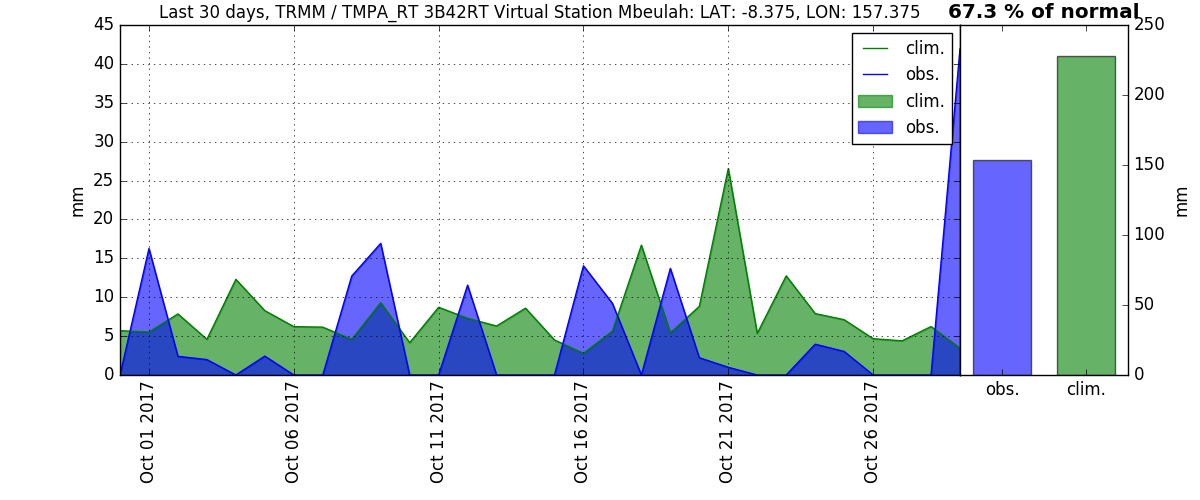 Last 30 days, TRMM / TMPA_RT 3B42RT Virtual Station Mbeulah: LAT: -8.375, LON: 157.375
67.3 % of normal
45
40
35
30
25
20
15
10
5
0
mm
clim.
obs.
clim.
obs.
250
200
150
100
50
0
mm
obs.
clim.
Oct 01 2017
Oct 06 2017
Oct 11 2017
Oct 16 2017
Oct 21 2017
Oct 26 2017